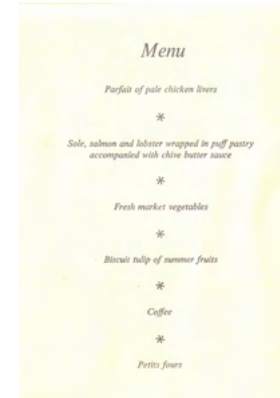 Menu
Parfait of pale chicken livers
*
Sole, salmon and lobster wrapped in puff pastry
accompanied with chive butter sauce
*
Fresh market vegetables
*
Biscuit tulip of summer fruits
*
Coffee
*
Petits fours